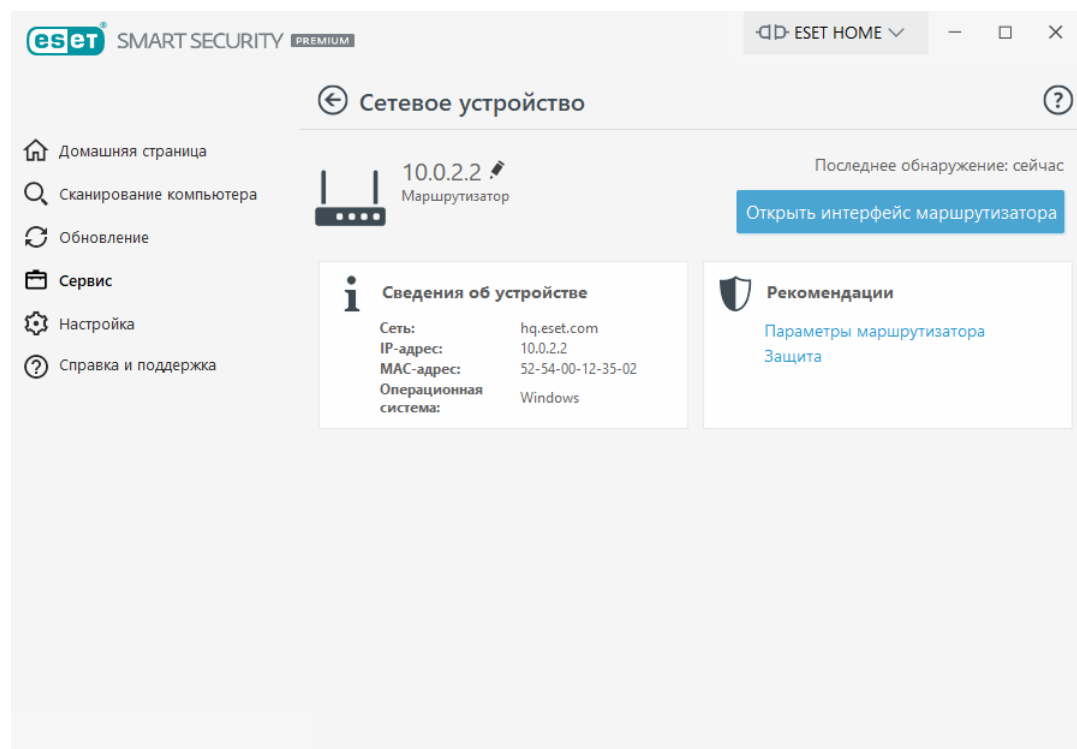 eset® SMART SECURITY PREMIUM
ESET HOME
Сетевое устройство
?
Домашняя страница
Сканирование компьютера
Обновление
Сервис
Настройка
Справка и поддержка
10.0.2.2
Маршрутизатор
Последнее обнаружение: сейчас
Открыть интерфейс маршрутизатора
Сведения об устройстве
Сеть: hq.eset.com
IP-адрес: 10.0.2.2
MAC-адрес: 52-54-00-12-35-02
Операционная
система: Windows
Рекомендации
Параметры маршрутизатора
Защита